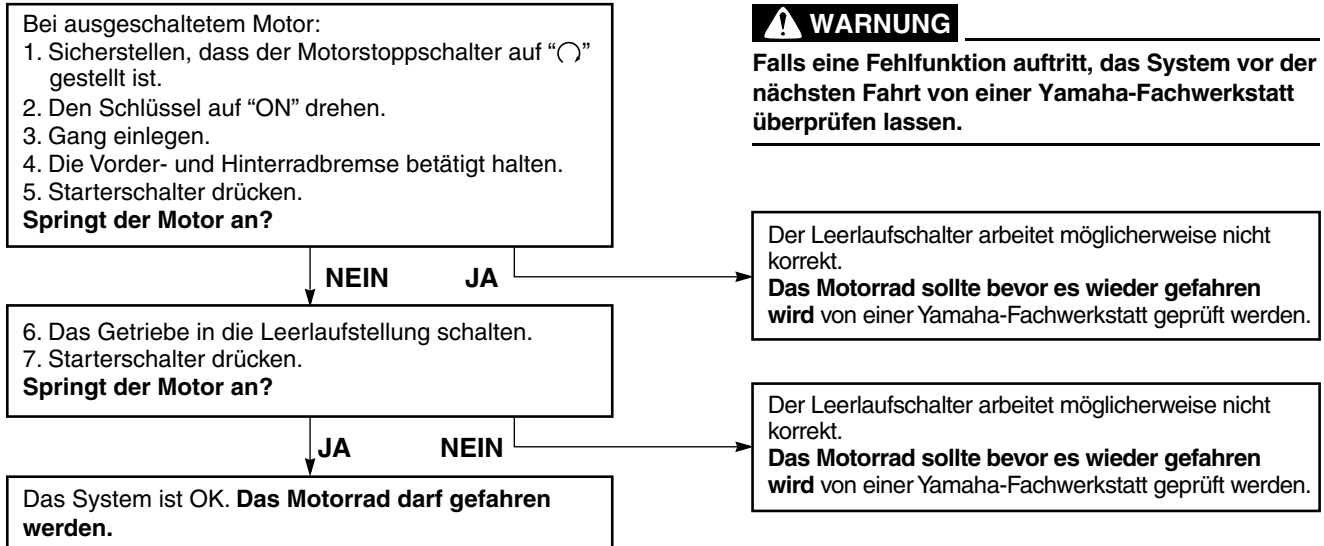 Bei ausgeschaltetem Motor:
1. Sicherstellen, dass der Motorstoppschalter auf “◯”
gestellt ist.
2. Den Schlüssel auf “ON” drehen.
3. Gang einlegen.
4. Die Vorder- und Hinterradbremse betätigt halten.
5. Starterschalter drücken.
Springt der Motor an?
WARNUNG
Falls eine Fehlfunktion auftritt, das System vor der
nächsten Fahrt von einer Yamaha-Fachwerkstatt
überprüfen lassen.
NEIN JA
Der Leerlaufschalter arbeitet möglicherweise nicht
korrekt.
Das Motorrad sollte bevor es wieder gefahren
wird von einer Yamaha-Fachwerkstatt geprüft werden.
6. Das Getriebe in die Leerlaufstellung schalten.
7. Starterschalter drücken.
Springt der Motor an?
JA NEIN
Der Leerlaufschalter arbeitet möglicherweise nicht
korrekt.
Das Motorrad sollte bevor es wieder gefahren
wird von einer Yamaha-Fachwerkstatt geprüft werden.
Das System ist OK. Das Motorrad darf gefahren
werden.